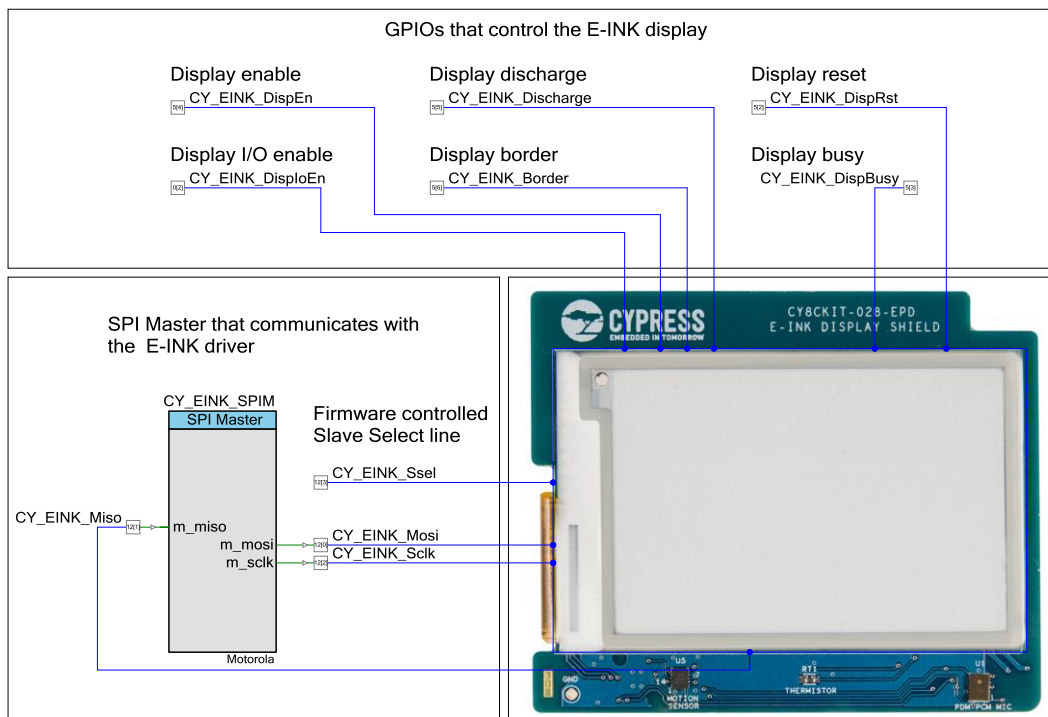 GPIOs that control the E-INK display
Display enable
CY_EINK_DispEn
5[4]
Display discharge
CY_EINK_Discharge
5[5]
Display reset
CY_EINK_DispRst
5[2]
Display I/O enable
CY_EINK_DispIoEn
0[2]
Display border
CY_EINK_Border
5[6]
Display busy
CY_EINK_DispBusy
5[3]
SPI Master that communicates with
the E-INK driver
CY_EINK_SPIM
SPI Master
Firmware controlled
Slave Select line
CY_EINK_Ssel
12[3]
CY_EINK_Miso
12[1]
m_miso
m_mosi
12[0]
CY_EINK_Mosi
m_sclk
12[2]
CY_EINK_Sclk
Motorola
CYPRESS
EMBEDDED IN TOMORROW
CY8CKIT-028-EPD
E-INK DISPLAY SHIELD
GND
U5
14
1
MOTION
SENSOR
RT1
THERMISTOR
U1
PDM-PCM MIC